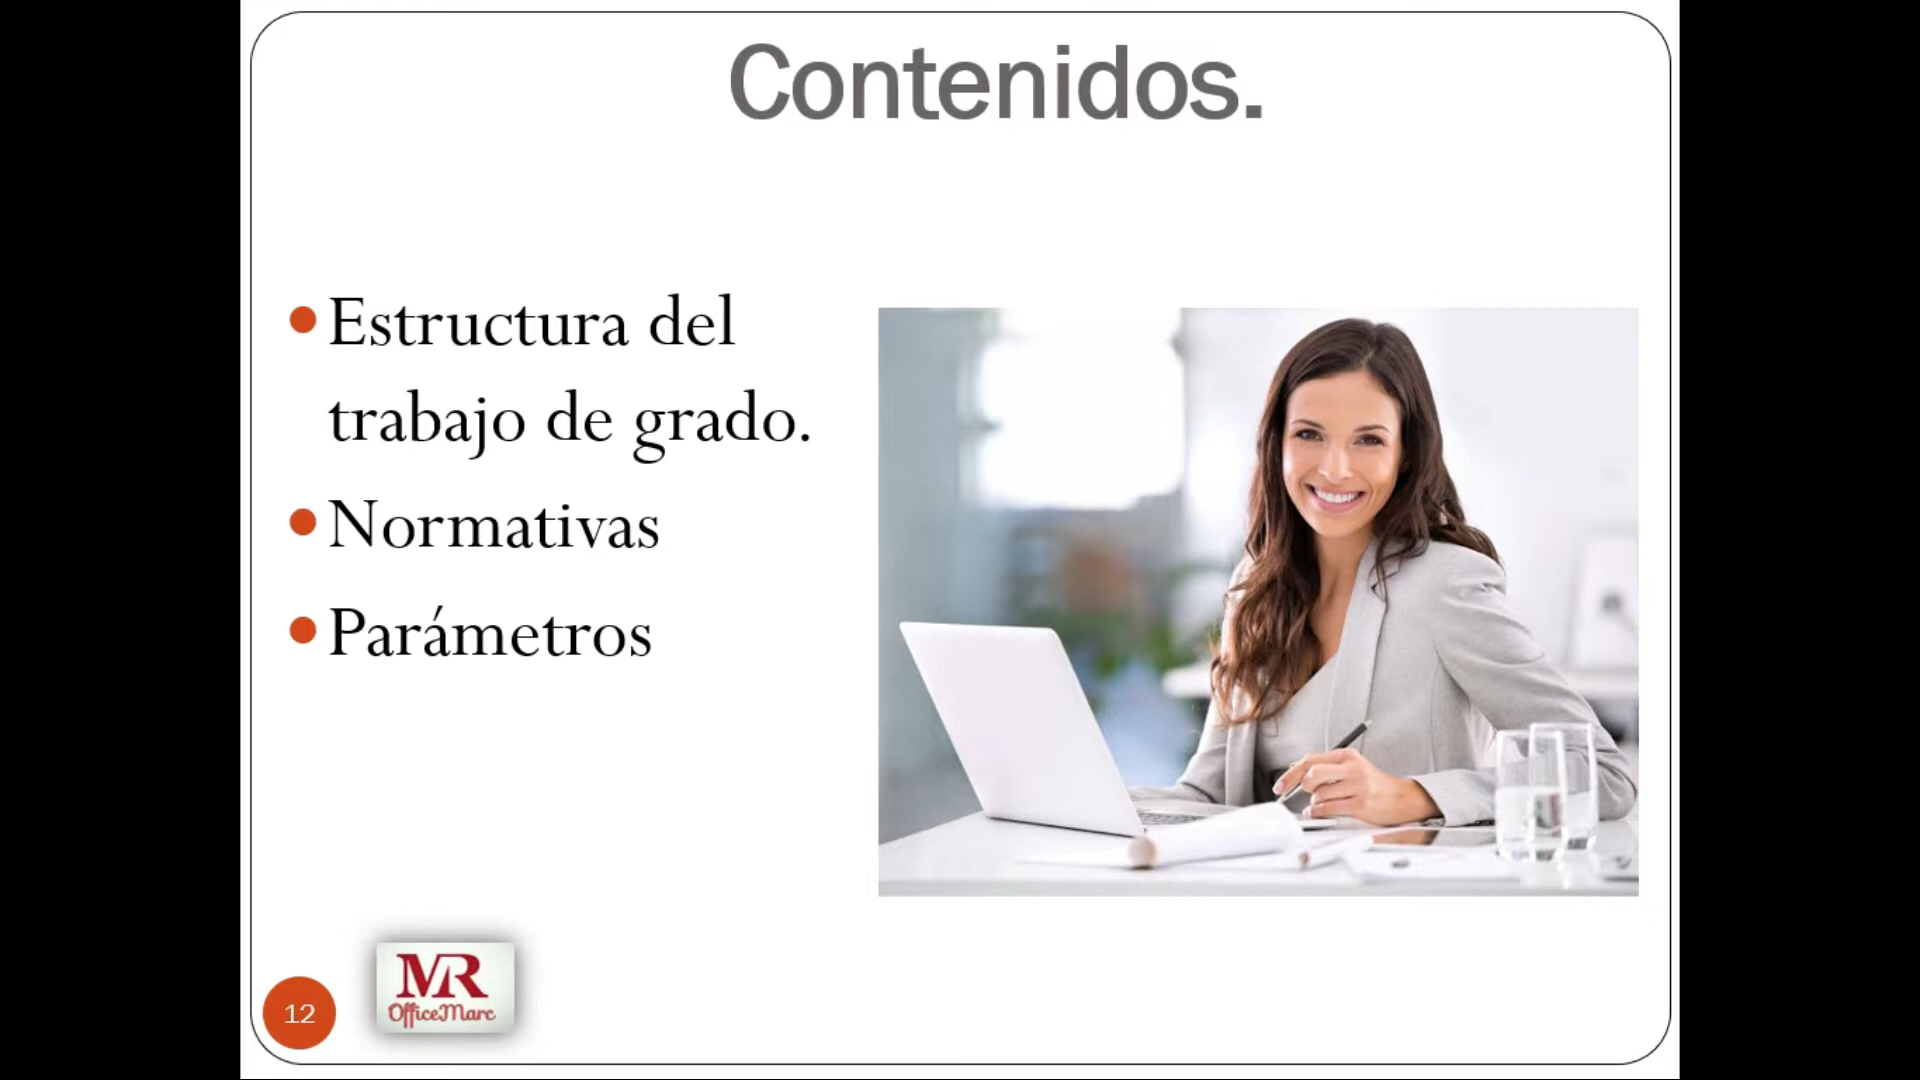 Contenidos.
Estructura del
trabajo de grado.
Normativas
Parámetros
12
MR
OfficeMarc